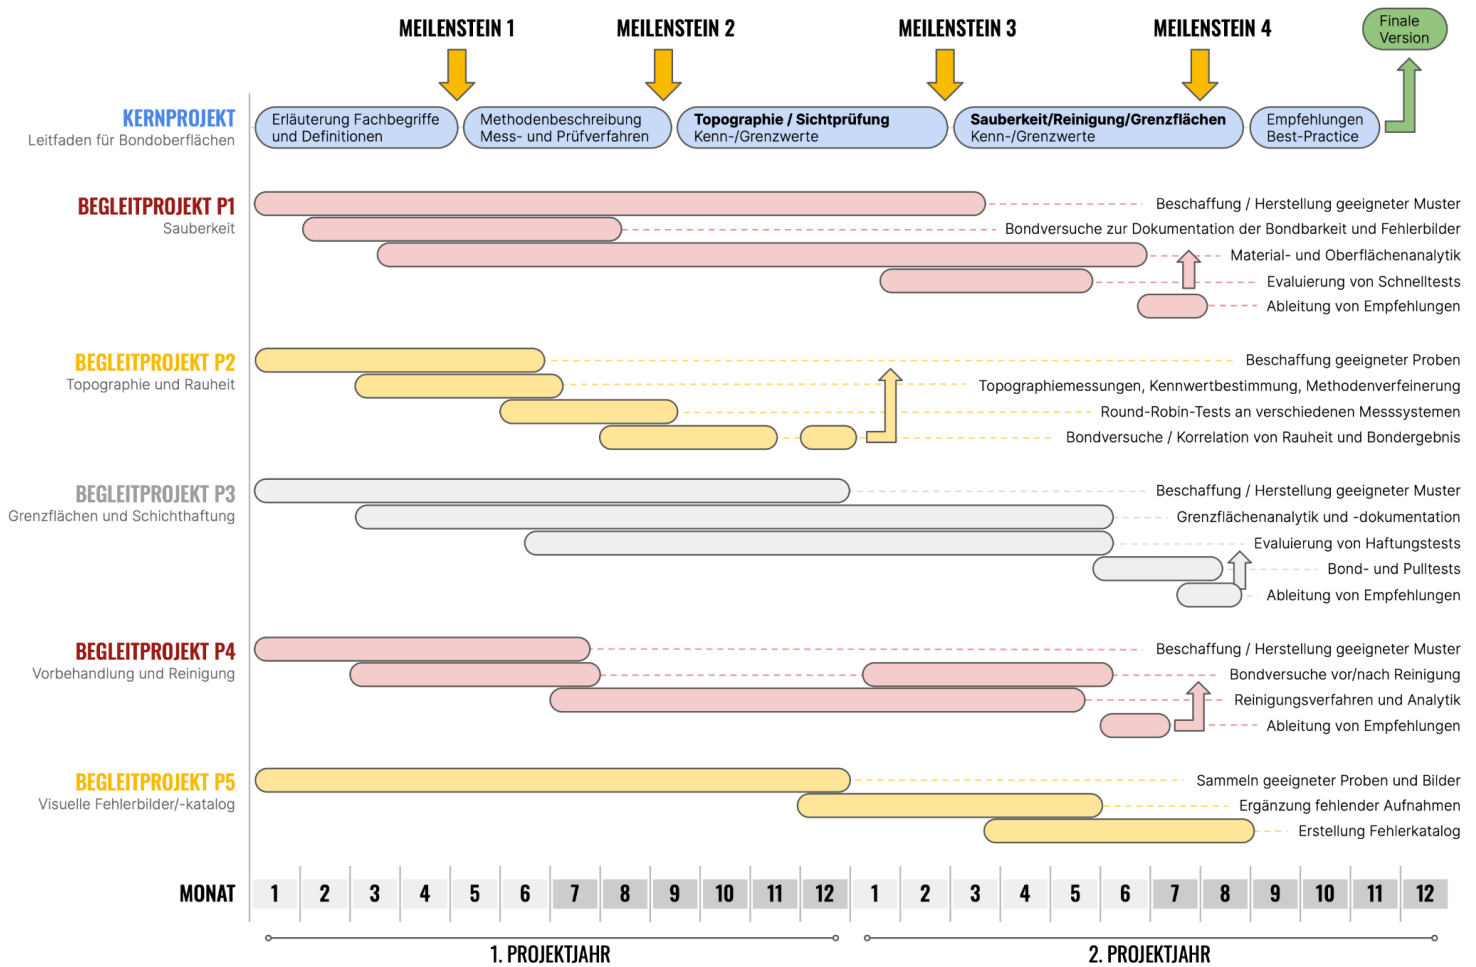 MEILENSTEIN 1 MEILENSTEIN 2 MEILENSTEIN 3 MEILENSTEIN 4
Finale
Version
KERNPROJEKT
Leitfaden für Bondoberflächen
Erläuterung Fachbegriffe
und Definitionen
Methodenbeschreibung
Mess- und Prüfverfahren
Topographie / Sichtprüfung
Kenn-/Grenzwerte
Sauberkeit/Reinigung/Grenzflächen
Kenn-/Grenzwerte
Empfehlungen
Best-Practice
BEGLEITPROJEKT P1
Sauberkeit
Beschaffung / Herstellung geeigneter Muster
Bondversuche zur Dokumentation der Bondbarkeit und Fehlerbilder
Material- und Oberflächenanalytik
Evaluierung von Schnelltests
Ableitung von Empfehlungen
BEGLEITPROJEKT P2
Topographie und Rauheit
Beschaffung geeigneter Proben
Topographiemessungen, Kennwertbestimmung, Methodenverfeinerung
Round-Robin-Tests an verschiedenen Messsystemen
Bondversuche / Korrelation von Rauheit und Bondergebnis
BEGLEITPROJEKT P3
Grenzflächen und Schichthaftung
Beschaffung / Herstellung geeigneter Muster
Grenzflächenanalytik und -dokumentation
Evaluierung von Haftungstests
Bond- und Pulltests
Ableitung von Empfehlungen
BEGLEITPROJEKT P4
Vorbehandlung und Reinigung
Beschaffung / Herstellung geeigneter Muster
Bondversuche vor/nach Reinigung
Reinigungsverfahren und Analytik
Ableitung von Empfehlungen
BEGLEITPROJEKT P5
Visuelle Fehlerbilder/-katalog
Sammeln geeigneter Proben und Bilder
Ergänzung fehlender Aufnahmen
Erstellung Fehlerkatalog
MONAT 1 2 3 4 5 6 7 8 9 10 11 12 1 2 3 4 5 6 7 8 9 10 11 12
1. PROJEKTJAHR 2. PROJEKTJAHR